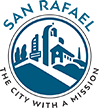 SAN RAFAEL
THE CITY WITH A MISSION